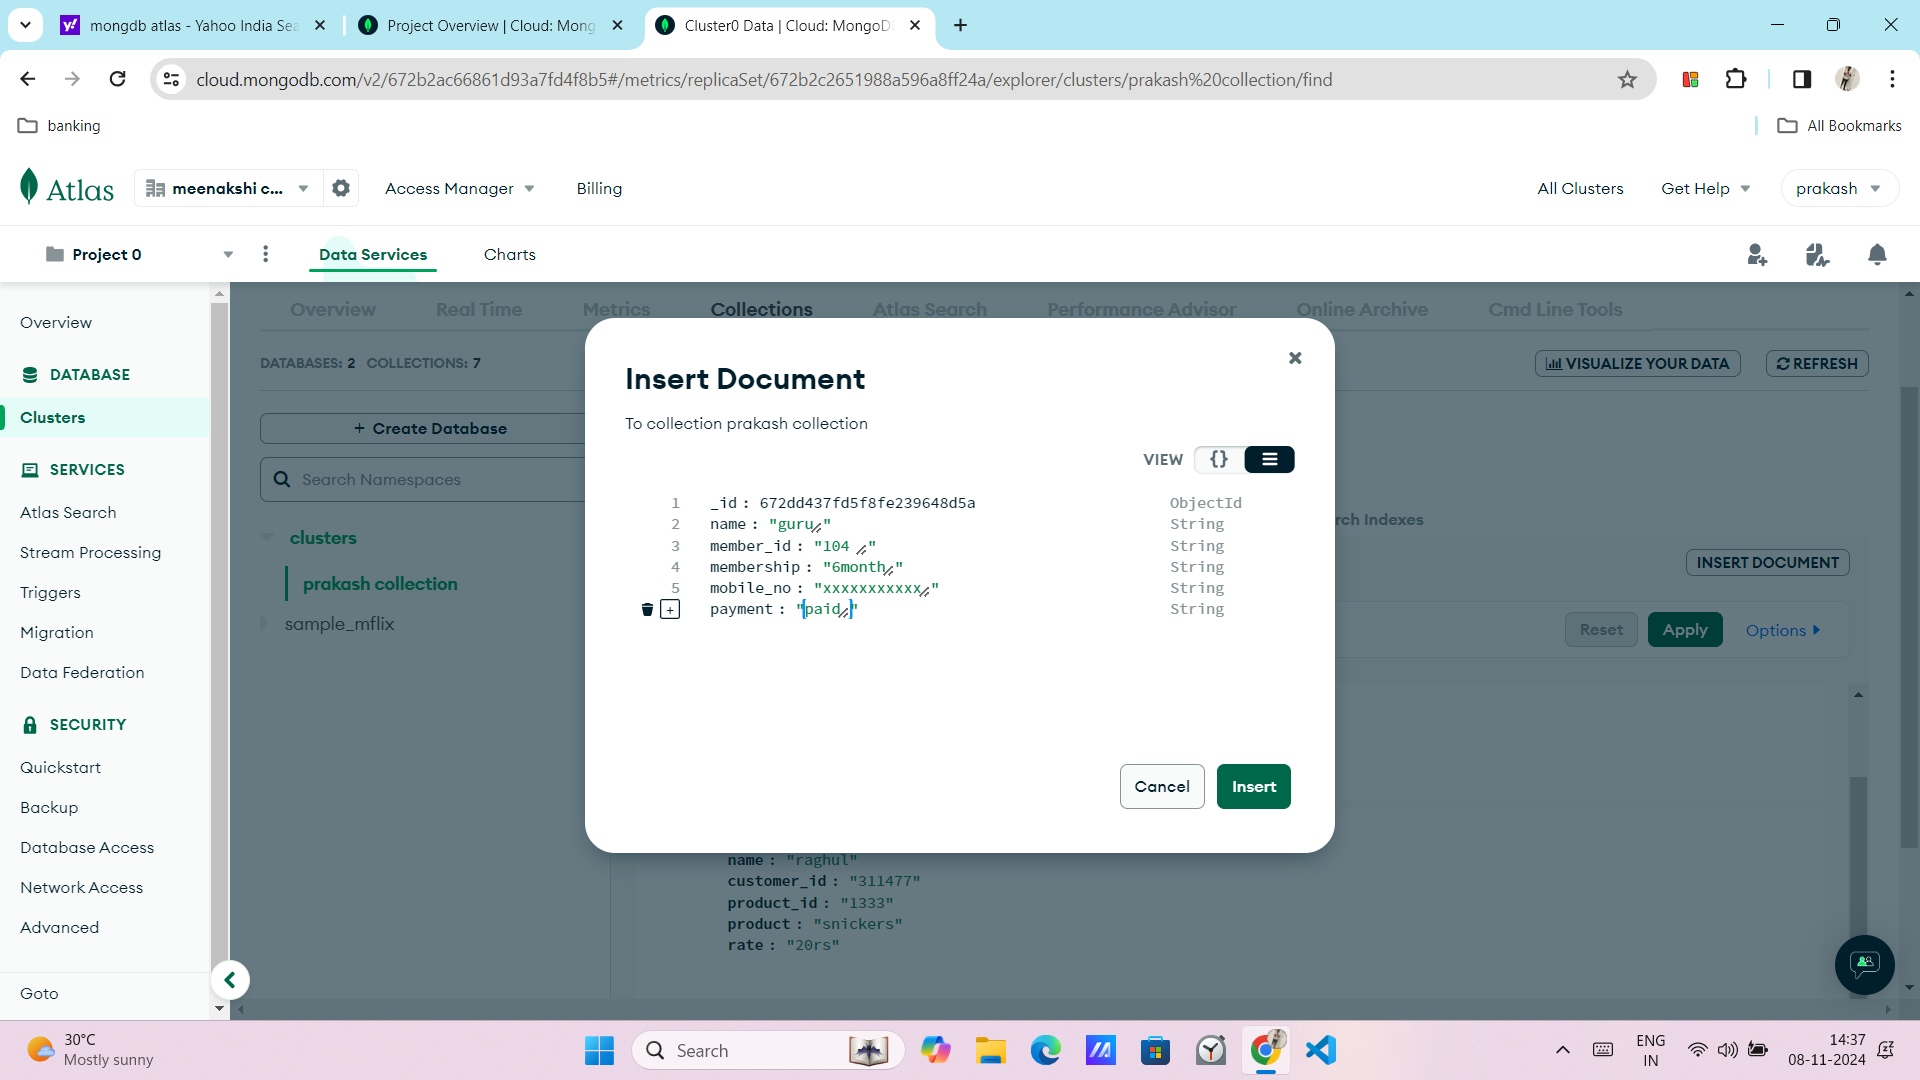 mongdb atlas - Yahoo India Sea
Project Overview | Cloud: Mong
Cluster0 Data | Cloud: MongoDB
cloud.mongodb.com/v2/672b2ac66861d93a7fd4f8b5#/metrics/replicaSet/672b2c2651988a596a8ff24a/explorer/clusters/prakash%20collection/find
banking
All Bookmarks
Atlas
meenakshi c...
Access Manager
Billing
All Clusters
Get Help
prakash
Project 0
Data Services
Charts
Overview
DATABASE
Clusters
SERVICES
Atlas Search
Stream Processing
Triggers
Migration
Data Federation
SECURITY
Quickstart
Backup
Database Access
Network Access
Advanced
Goto
Overview
Real Time
Metrics
Collections
Atlas Search
Performance Advisor
Online Archive
Cmd Line Tools
DATABASES: 2 COLLECTIONS: 7
VISUALIZE YOUR DATA
REFRESH
+ Create Database
Search Namespaces
clusters
prakash collection
sample_mflix
rch Indexes
INSERT DOCUMENT
Reset
Apply
Options
Insert Document
To collection prakash collection
VIEW {}
1 _id : 672dd437fd5f8fe239648d5a ObjectId
2 name : "guru" String
3 member_id : "104 " String
4 membership : "6month" String
5 mobile_no : "xxxxxxxxxxx" String
+ payment : "paid" String
Cancel
Insert
name : "raghul"
customer_id : "311477"
product_id : "1333"
product : "snickers"
rate : "20rs"
30°C
Mostly sunny
Search
ENG
IN
14:37
08-11-2024